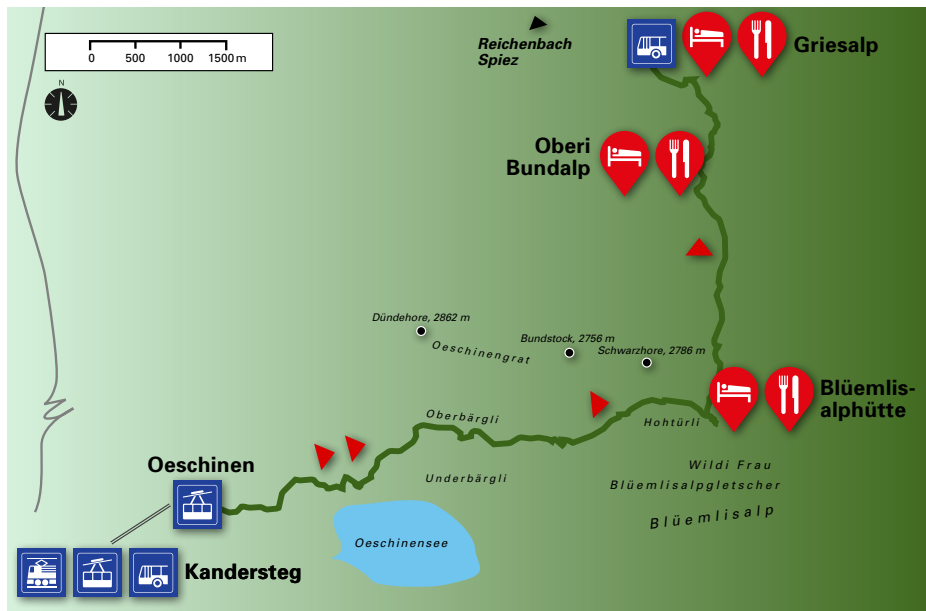 0 500 1000 1500 m
N
Reichenbach
Spiez
Griesalp
Oberi
Bundalp
Dündehore, 2862 m
Oeschinengrat
Bundstock, 2756 m
Schwarzhore, 2786 m
Blüemlis-
alphütte
Oberbärgli
Hohtürli
Oeschinen
Underbärgli
Wildi Frau
Blüemlisalpgletscher
Blüemlisalp
Oeschinensee
Kandersteg